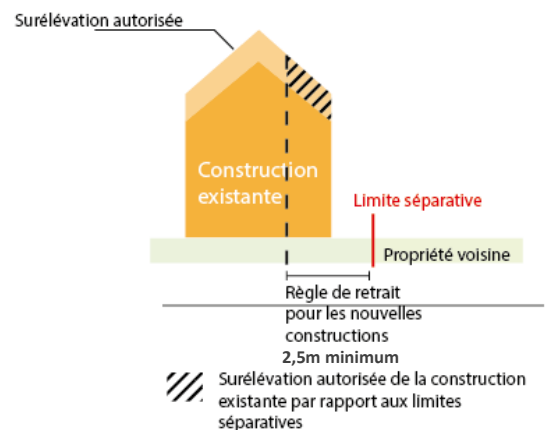 Surélévation autorisée
Construction
existante
Limite séparative
Propriété voisine
Règle de retrait
pour les nouvelles
constructions
2,5m minimum
Surélévation autorisée de la construction
existante par rapport aux limites
séparatives